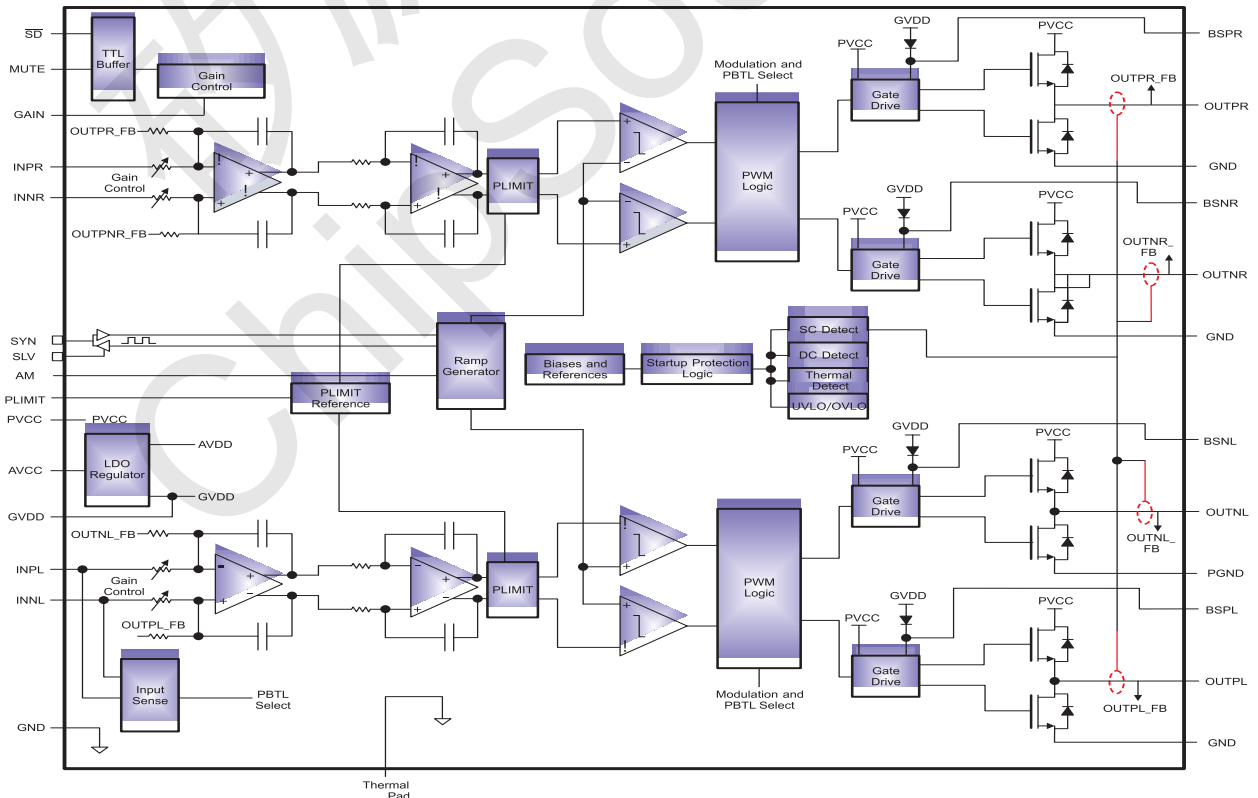 SD
MUTE
GAIN
TTL
Buffer
Gain
Control
OUTPR_FB
INPR
Gain
Control
INNR
OUTPNR_FB
PLIMIT
Modulation and
PBTL Select
PWM
Logic
GVDD
PVCC
Gate
Drive
PVCC
OUTPR_FB
BSPR
OUTPR
GND
GVDD
PVCC
Gate
Drive
PVCC
OUTNR_
FB
BSNR
OUTNR
GND
SYN
SLV
AM
PLIMIT
PVCC
PVCC
Ramp
Generator
PLIMIT
Reference
Biases and
References
Startup Protection
Logic
SC Detect
DC Detect
Thermal
Detect
UVLO/OVLO
AVCC
LDO
Regulator
AVDD
GVDD
GVDD
OUTNL_FB
INPL
Gain
Control
INNL
OUTPL_FB
PLIMIT
PWM
Logic
Modulation and
PBTL Select
GVDD
PVCC
Gate
Drive
PVCC
BSNL
OUTNL
OUTNL_
FB
PGND
GVDD
PVCC
Gate
Drive
PVCC
BSPL
OUTPL
OUTPL_FB
GND
Input
Sense
PBTL
Select
GND
Thermal
Pad